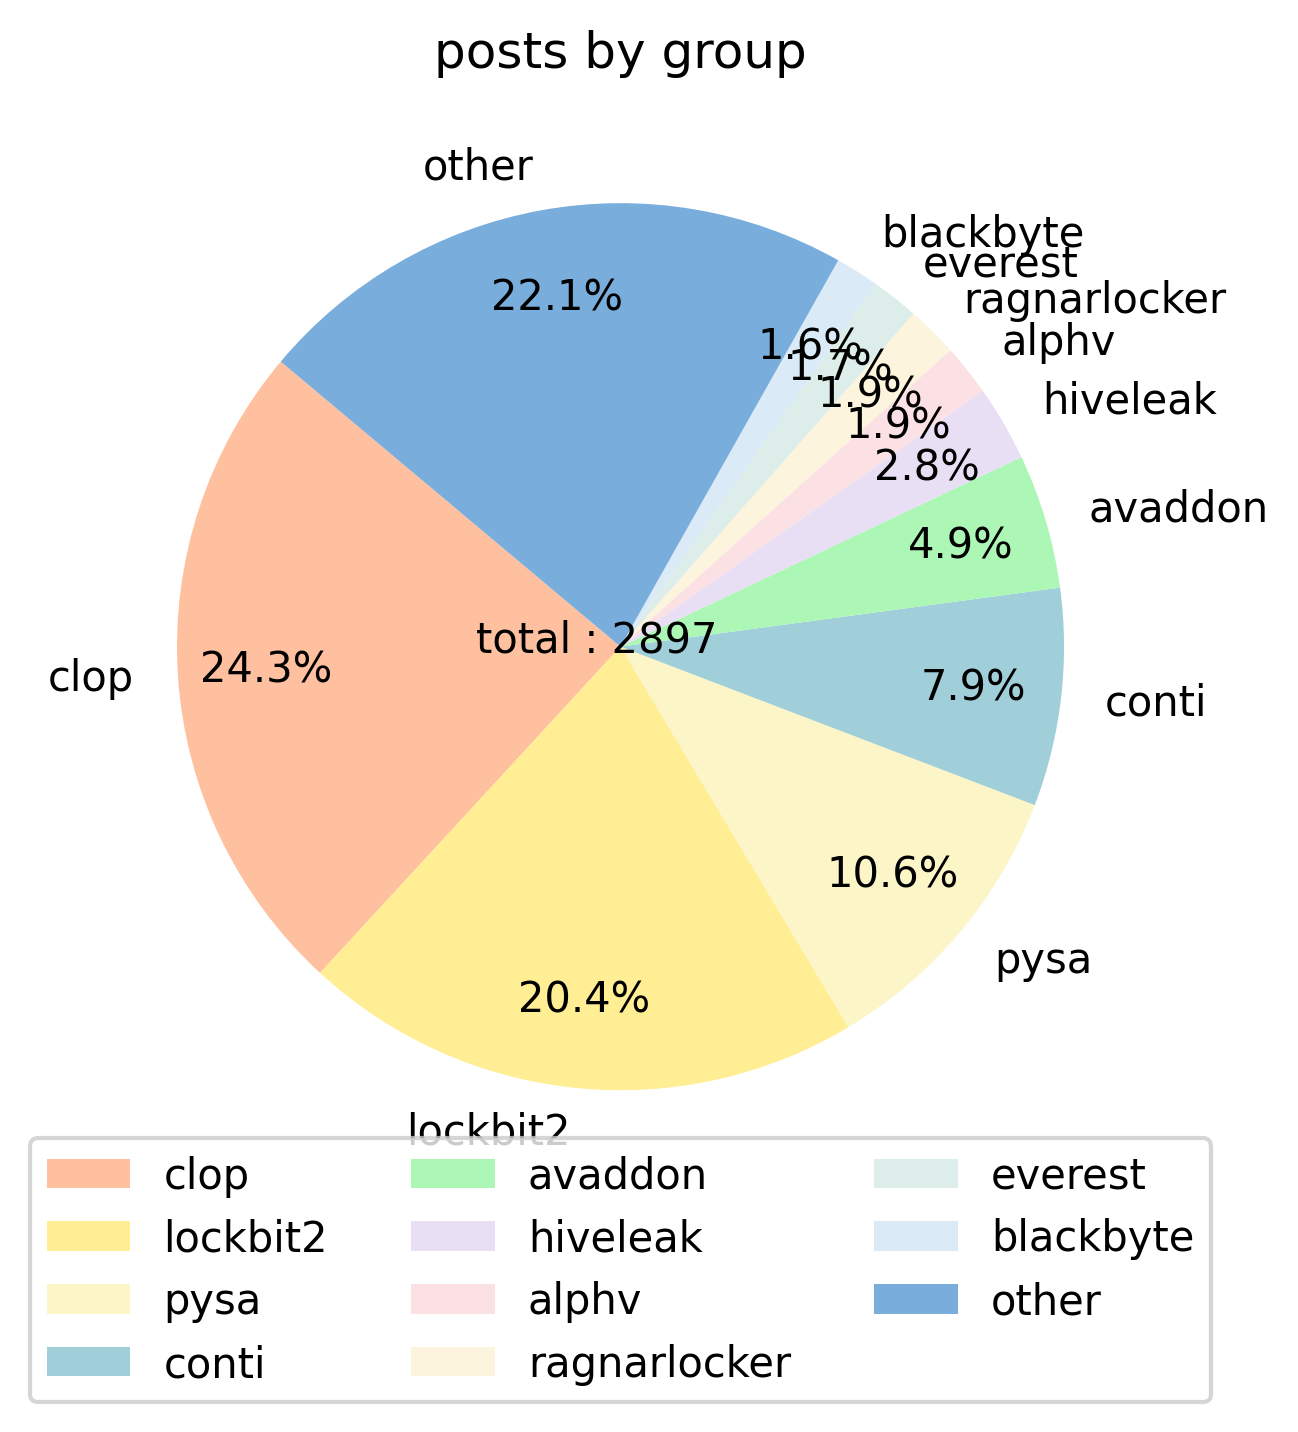 posts by group
other
blackbyte
everest
ragnarlocker
alphv
hiveleak
avaddon
conti
pysa
lockbit2
clop
22.1%
1.6%
1.7%
1.9%
1.9%
2.8%
4.9%
7.9%
10.6%
20.4%
24.3%
total : 2897
clop
lockbit2
pysa
conti
avaddon
hiveleak
alphv
ragnarlocker
everest
blackbyte
other